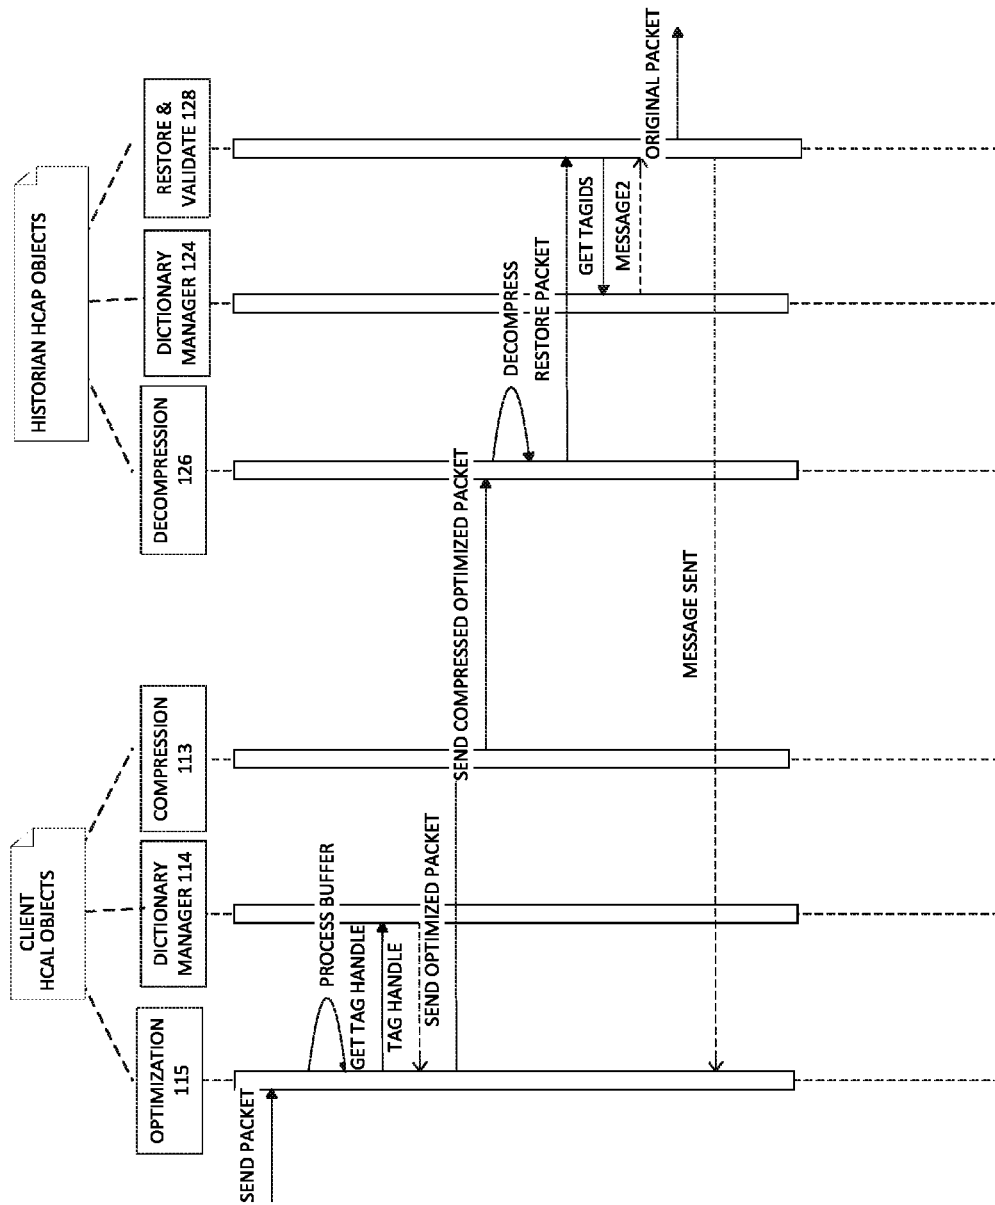 CLIENT
HCAL OBJECTS
HISTORIAN HCAP OBJECTS
OPTIMIZATION
115
DICTIONARY
MANAGER 114
COMPRESSION
113
DECOMPRESSION
126
DICTIONARY
MANAGER 124
RESTORE &
VALIDATE 128
SEND PACKET
PROCESS BUFFER
GET TAG HANDLE
TAG HANDLE
SEND OPTIMIZED PACKET
SEND COMPRESSED OPTIMIZED PACKET
DECOMPRESS
RESTORE PACKET
GET TAGIDS
MESSAGE2
ORIGINAL PACKET
MESSAGE SENT